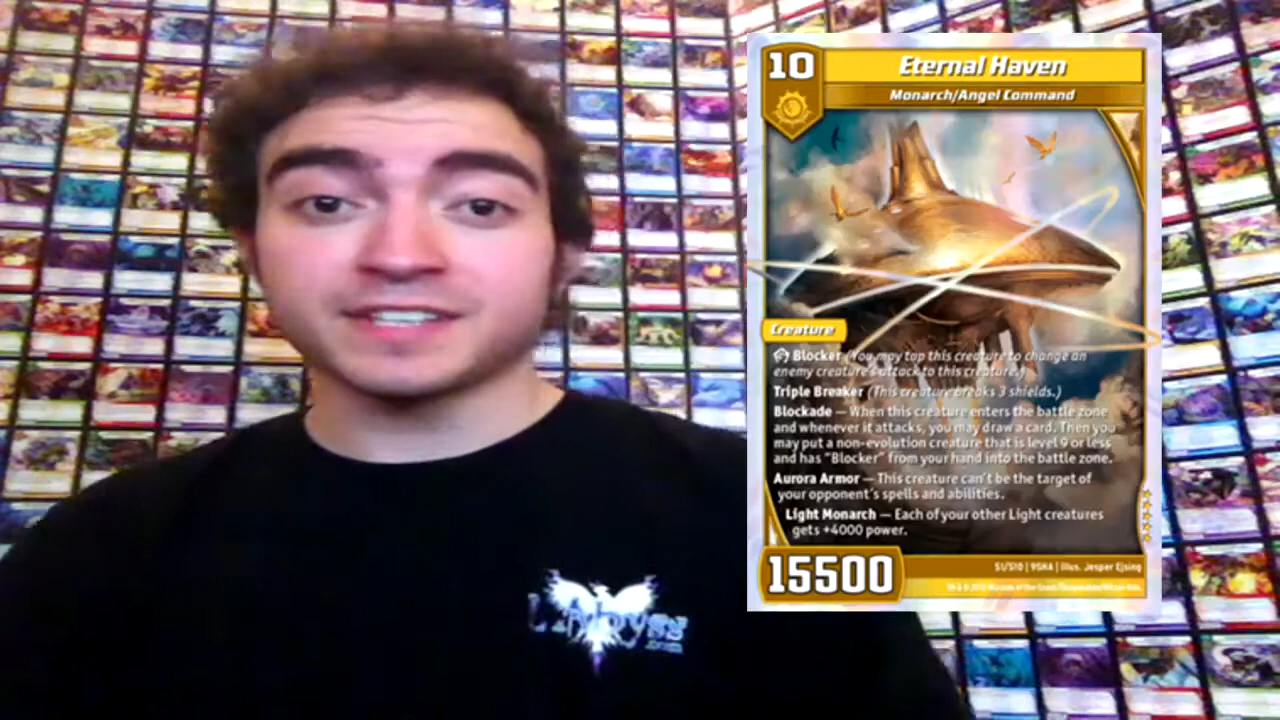 10
Eternal Haven
Monarch/Angel Command
Creature
Blocker (You may tap this creature to change an
enemy creature's attack to this creature.)
Triple Breaker (This creature breaks 3 shields.)
Blockade — When this creature enters the battle zone
and whenever it attacks, you may draw a card. Then you
may put a non-evolution creature that is level 9 or less
and has "Blocker" from your hand into the battle zone.
Aurora Armor — This creature can't be the target of
your opponent's spells and abilities.
Light Monarch — Each of your other Light creatures
gets +4000 power.
15500
S1/S10 | 9SHA | Illus. Jesper Ejsing
.com